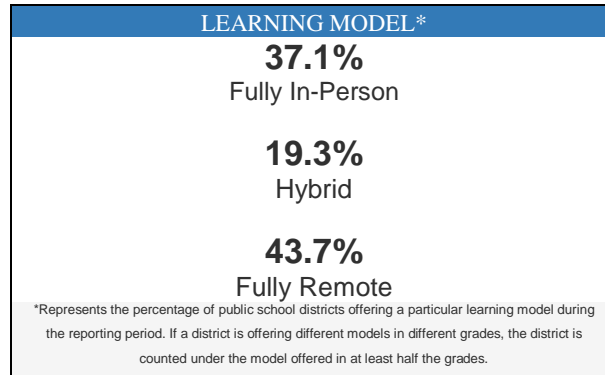 LEARNING MODEL*
37.1%
Fully In-Person
19.3%
Hybrid
43.7%
Fully Remote
*Represents the percentage of public school districts offering a particular learning model during
the reporting period. If a district is offering different models in different grades, the district is
counted under the model offered in at least half the grades.